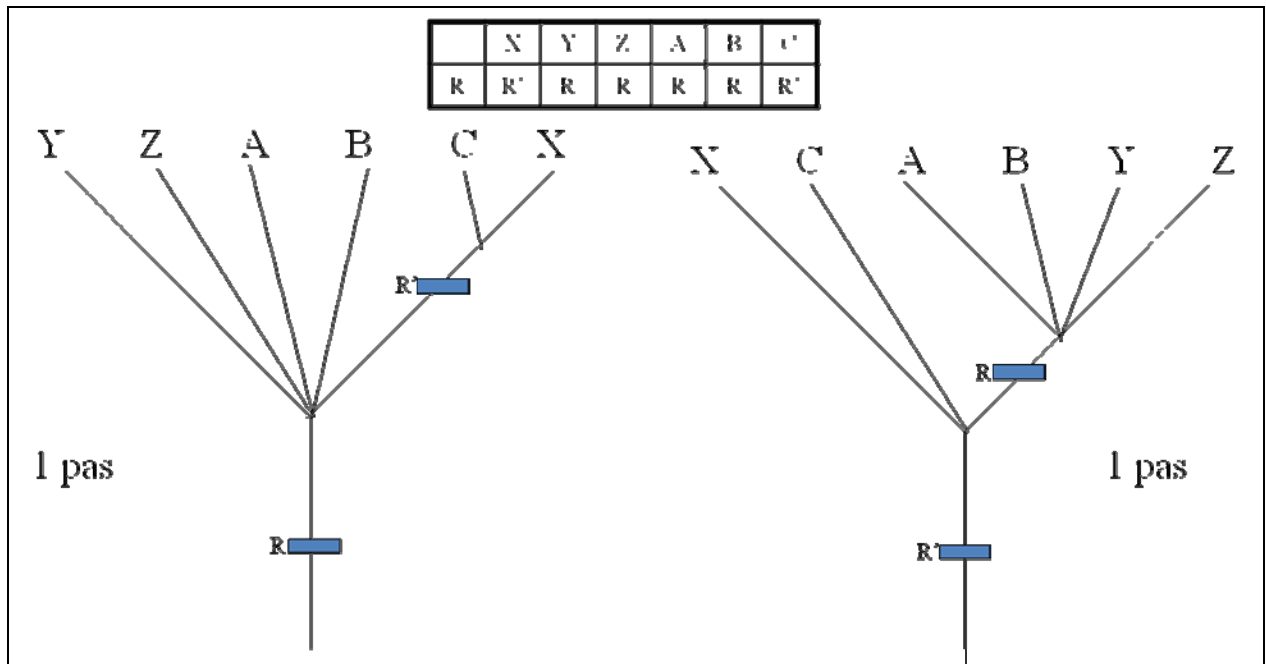 X Y Z A B C
R R' R R R R R'
Y Z A B C X
X C A B Y Z
R'
R
1 pas
1 pas
R
R'